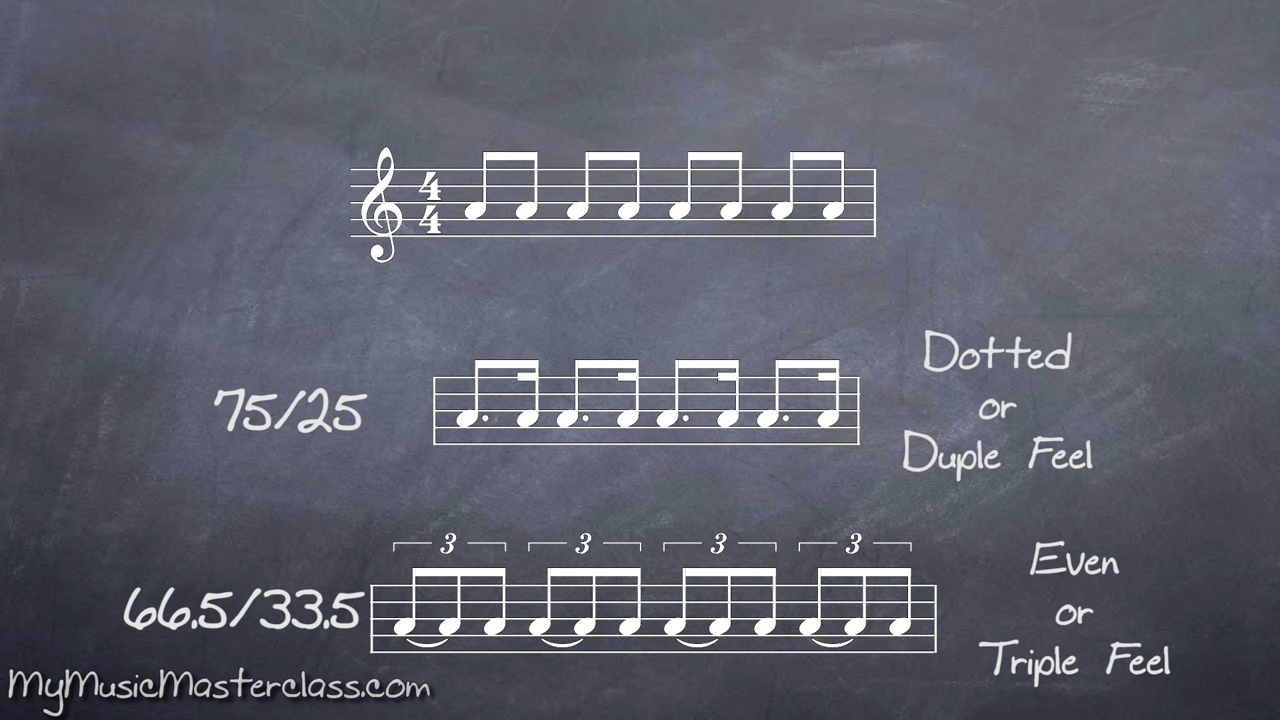 4
4
75/25
Dotted
or
Duple Feel
3 3 3 3
66.5/33.5
Even
or
Triple Feel
MyMusicMasterclass.com